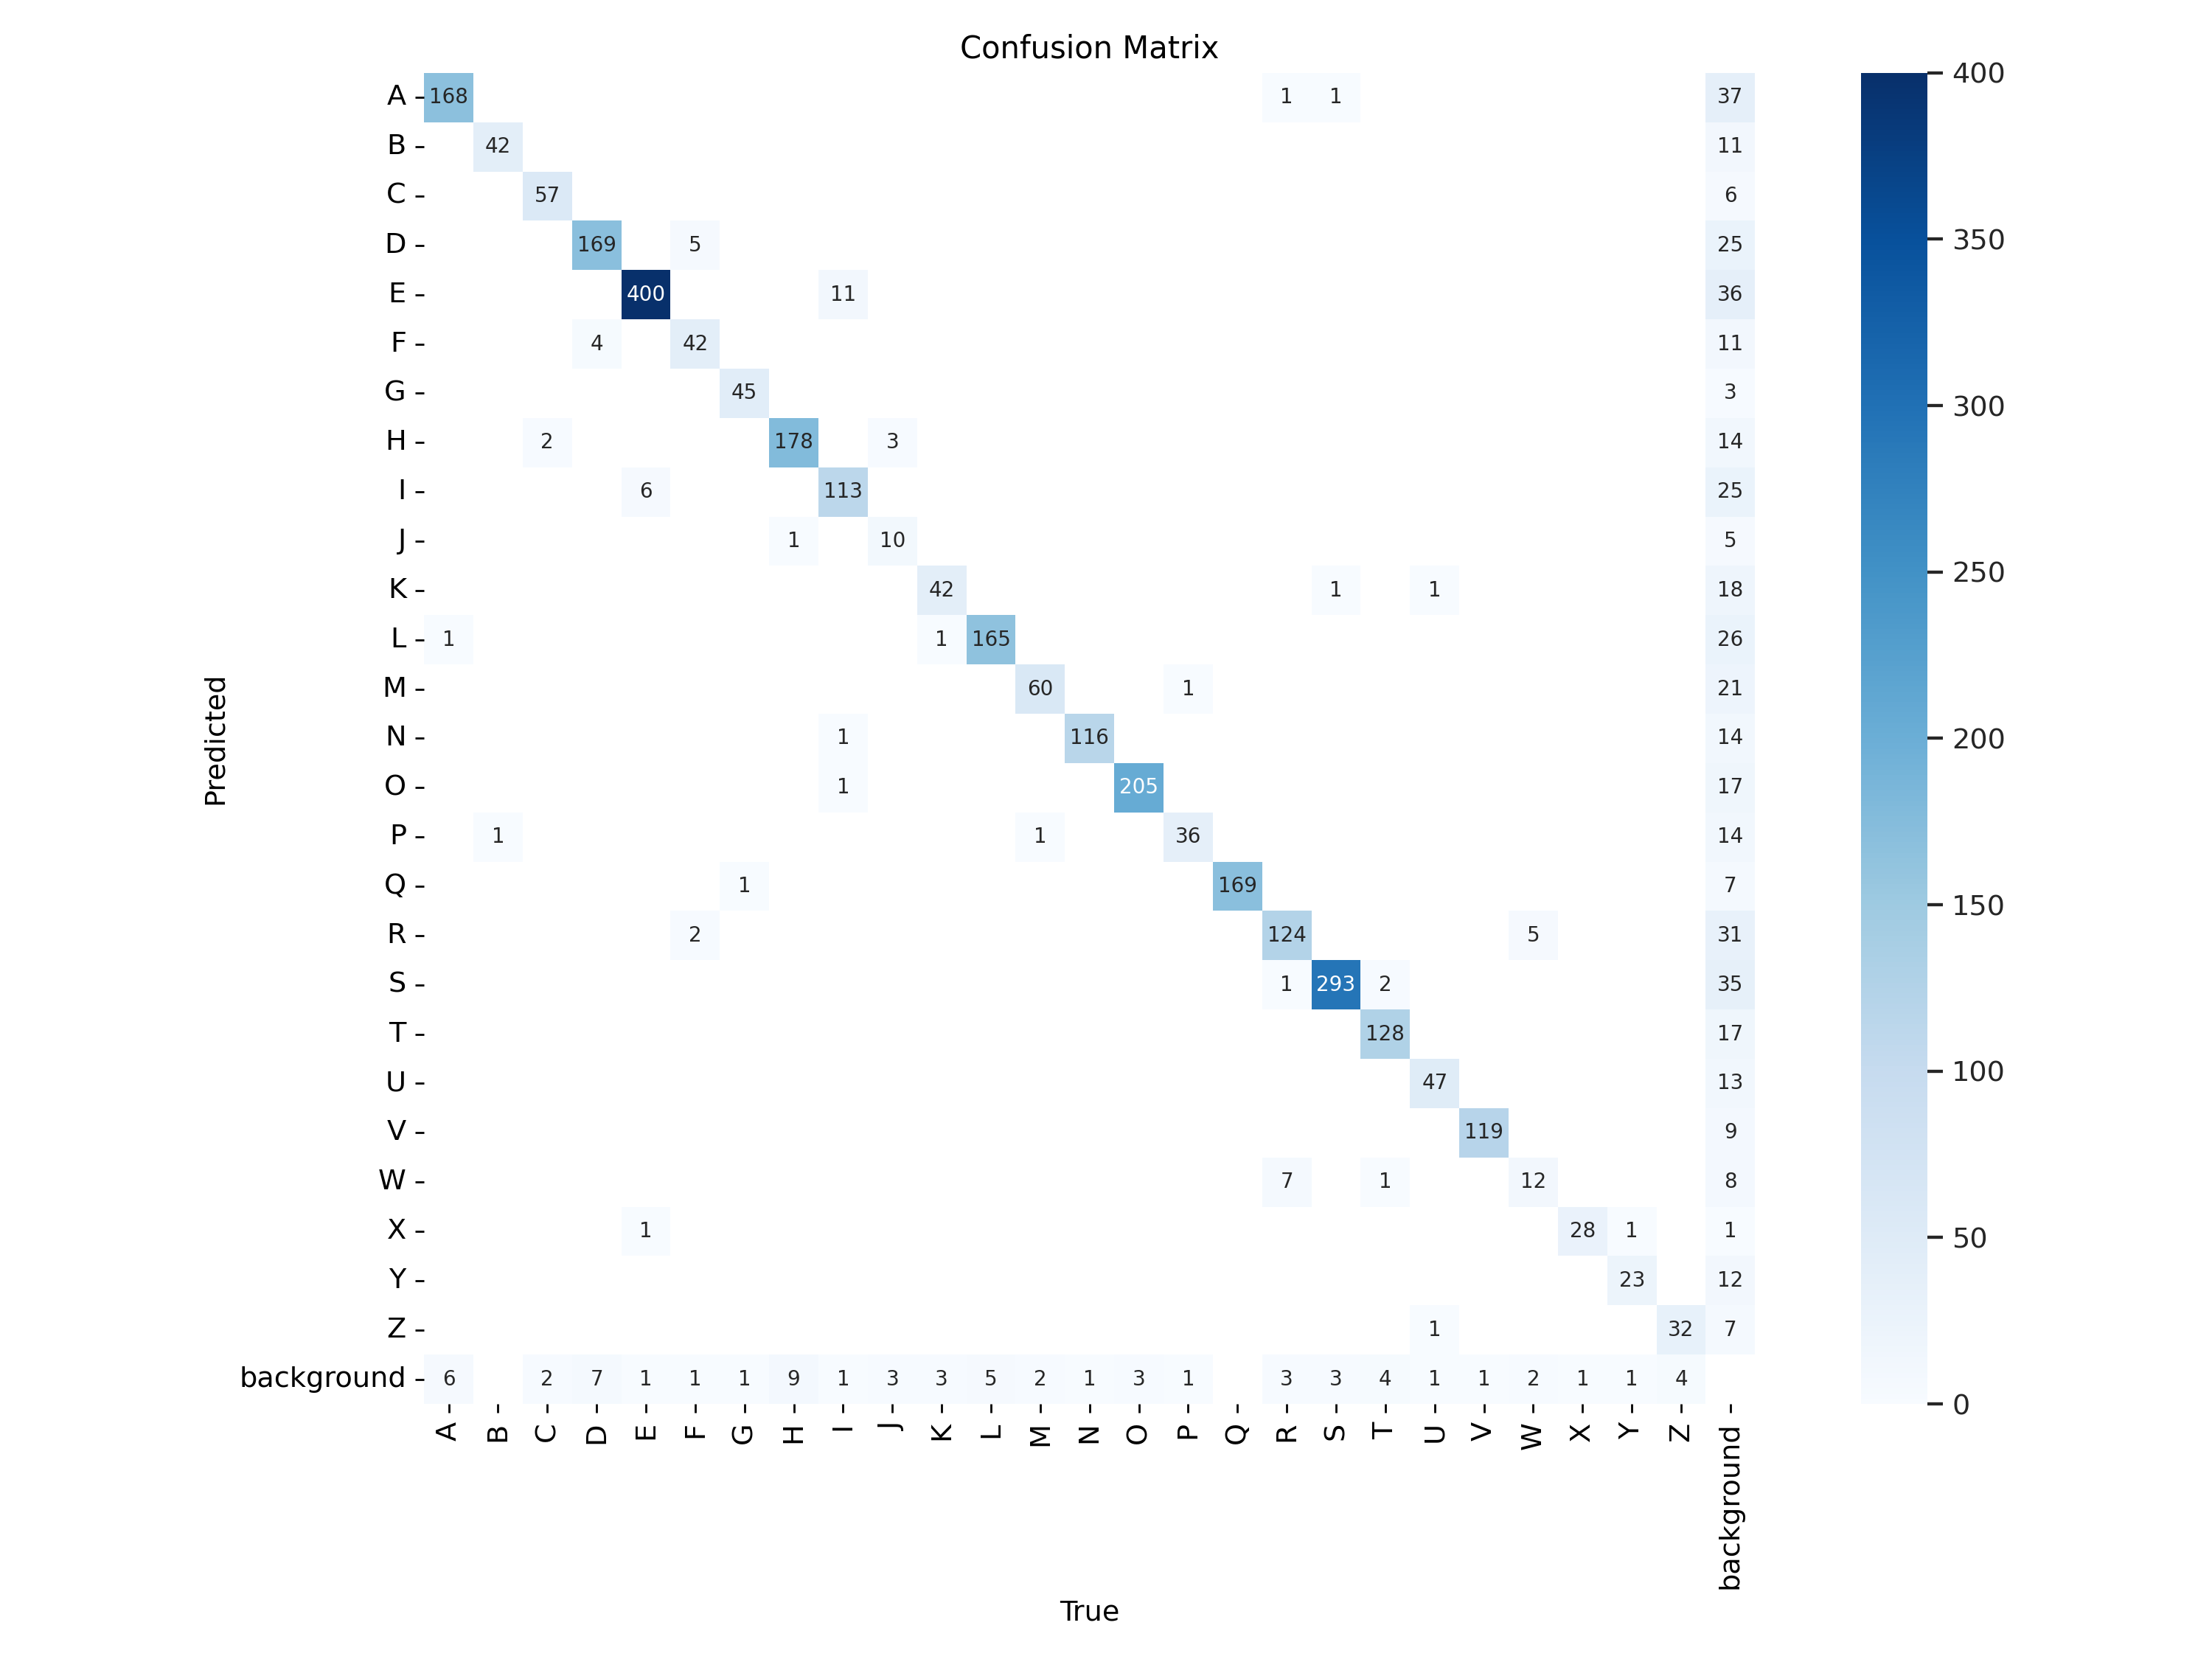 Confusion Matrix
A 168 1 1 37 400
B 42 11
C 57 6
D 169 5 25 350
E 400 11 36
F 4 42 11
G 45 3 300
H 2 178 3 14
I 6 113 25
J 1 10 5
K 42 1 1 18 250
L 1 1 165 26
M 60 1 21
N 1 116 14 200
O 1 205 17
P 1 1 36 14
Q 1 169 7
R 2 124 5 31 150
S 1 293 2 35
T 128 17
U 47 13 100
V 119 9
W 7 1 12 8
X 1 28 1 1 50
Y 23 12
Z 1 32 7
background 6 2 7 1 1 1 9 1 3 3 5 2 1 3 1 3 3 4 1 1 2 1 1 4 0
A B C D E F G H I J K L M N O P Q R S T U V W X Y Z background
Predicted
True